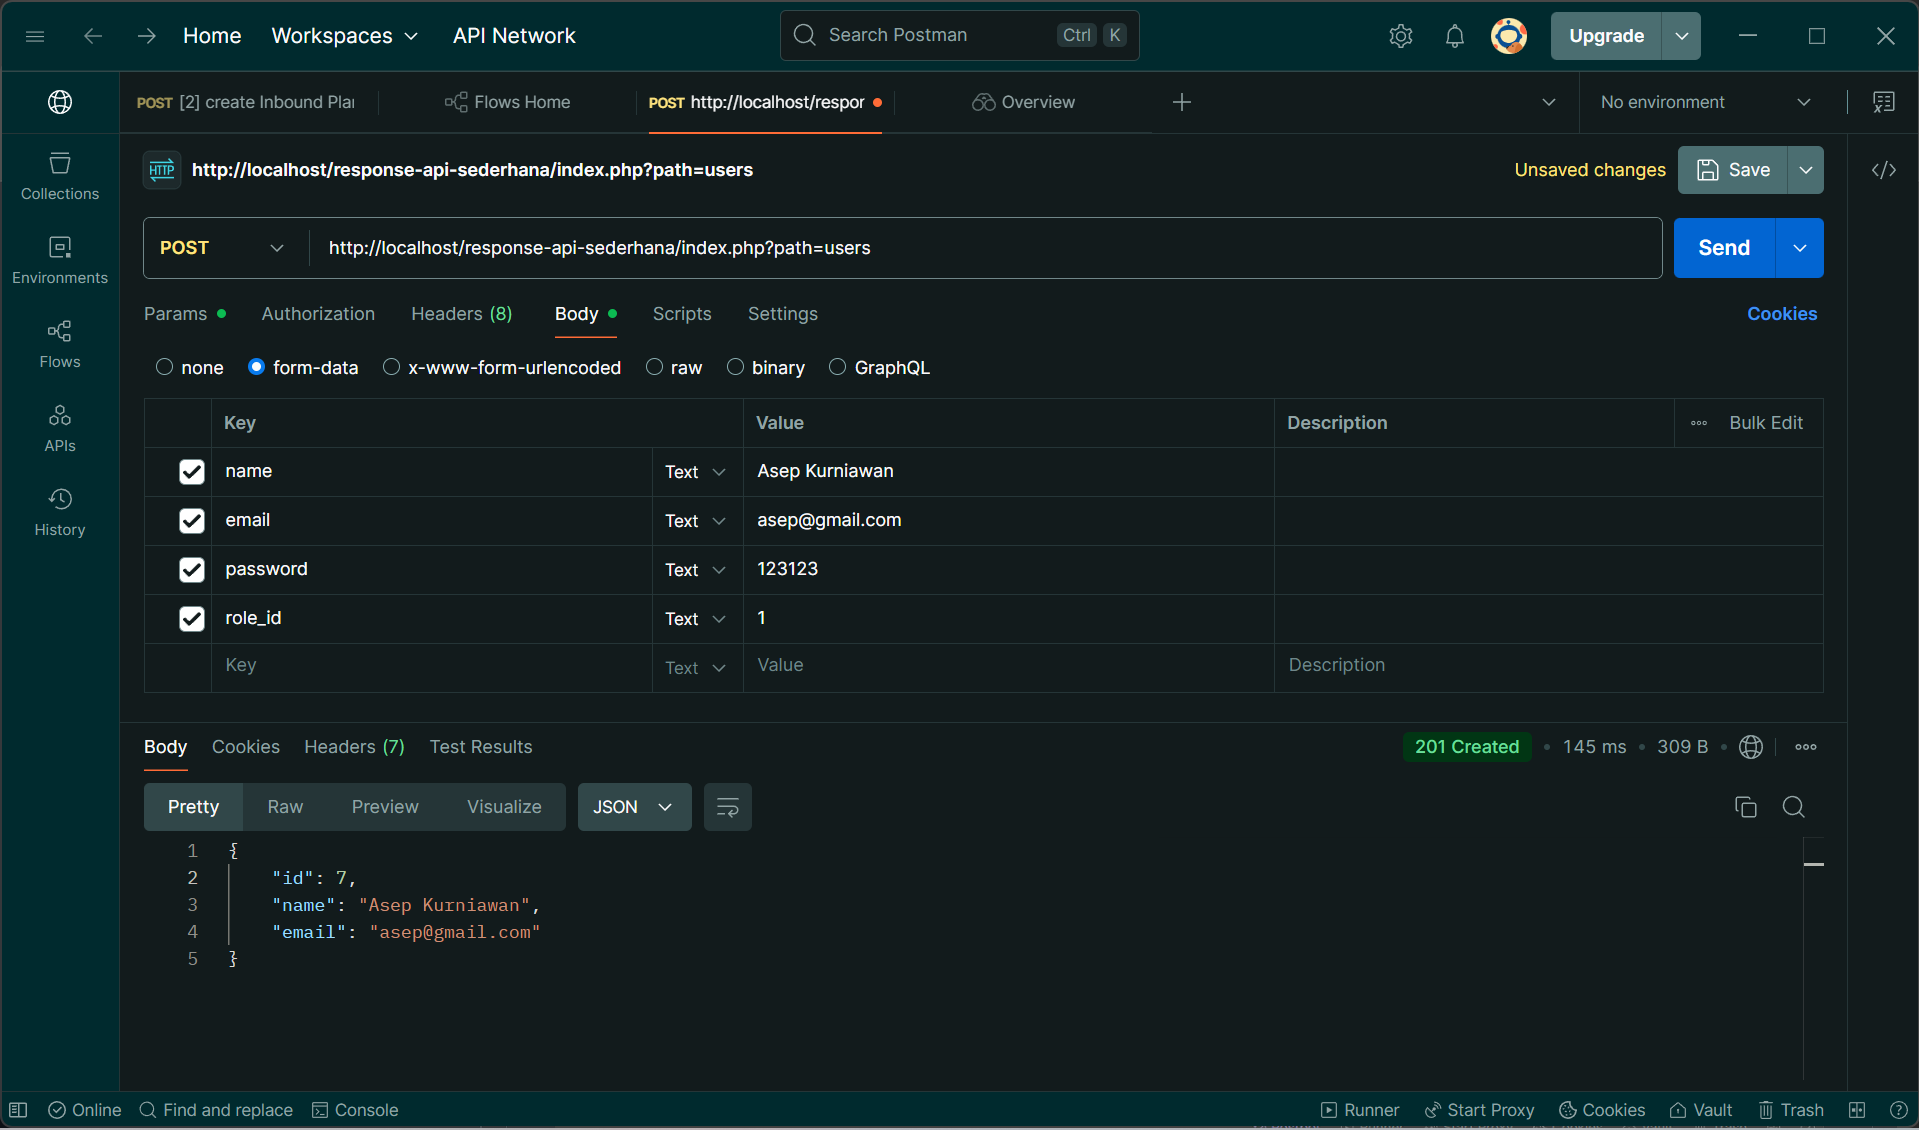 Home Workspaces API Network Search Postman Ctrl K Upgrade
POST [2] create Inbound Plan Flows Home POST http://localhost/respor Overview No environment
HTTP http://localhost/response-api-sederhana/index.php?path=users Unsaved changes Save
Collections
POST http://localhost/response-api-sederhana/index.php?path=users Send
Environments
Params Authorization Headers (8) Body Scripts Settings Cookies
Flows
none form-data x-www-form-urlencoded raw binary GraphQL
Key Value Description Bulk Edit
APIs
name Text Asep Kurniawan
email Text asep@gmail.com
History
password Text 123123
role_id Text 1
Key Text Value Description
Body Cookies Headers (7) Test Results 201 Created 145 ms 309 B
Pretty Raw Preview Visualize JSON
1 {
2 "id": 7,
3 "name": "Asep Kurniawan",
4 "email": "asep@gmail.com"
5 }
Online Find and replace Console Runner Start Proxy Cookies Vault Trash